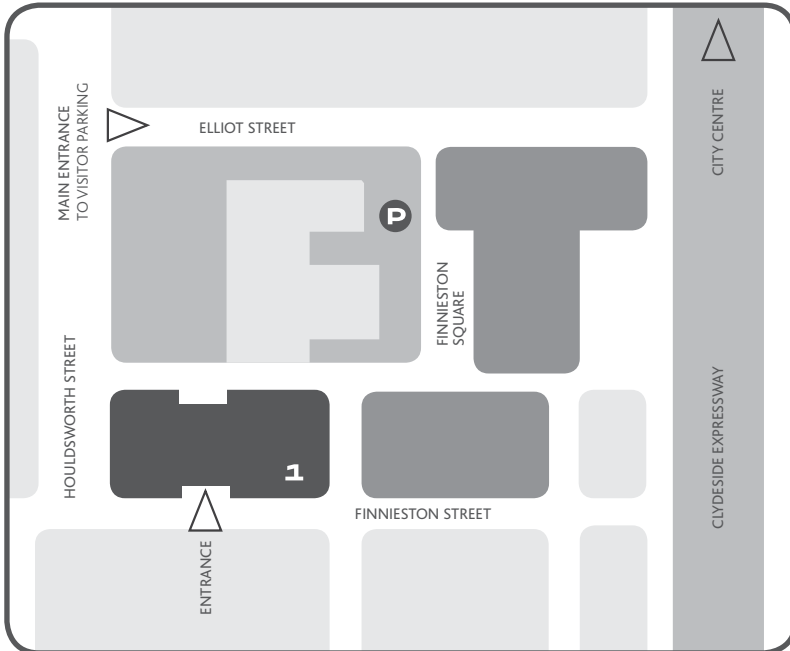 MAIN ENTRANCE
TO VISITOR PARKING
ELLIOT STREET
CITY CENTRE
P
FINNIESTON
SQUARE
HOULDSWORTH STREET
CLYDESIDE EXPRESSWAY
1
FINNIESTON STREET
ENTRANCE